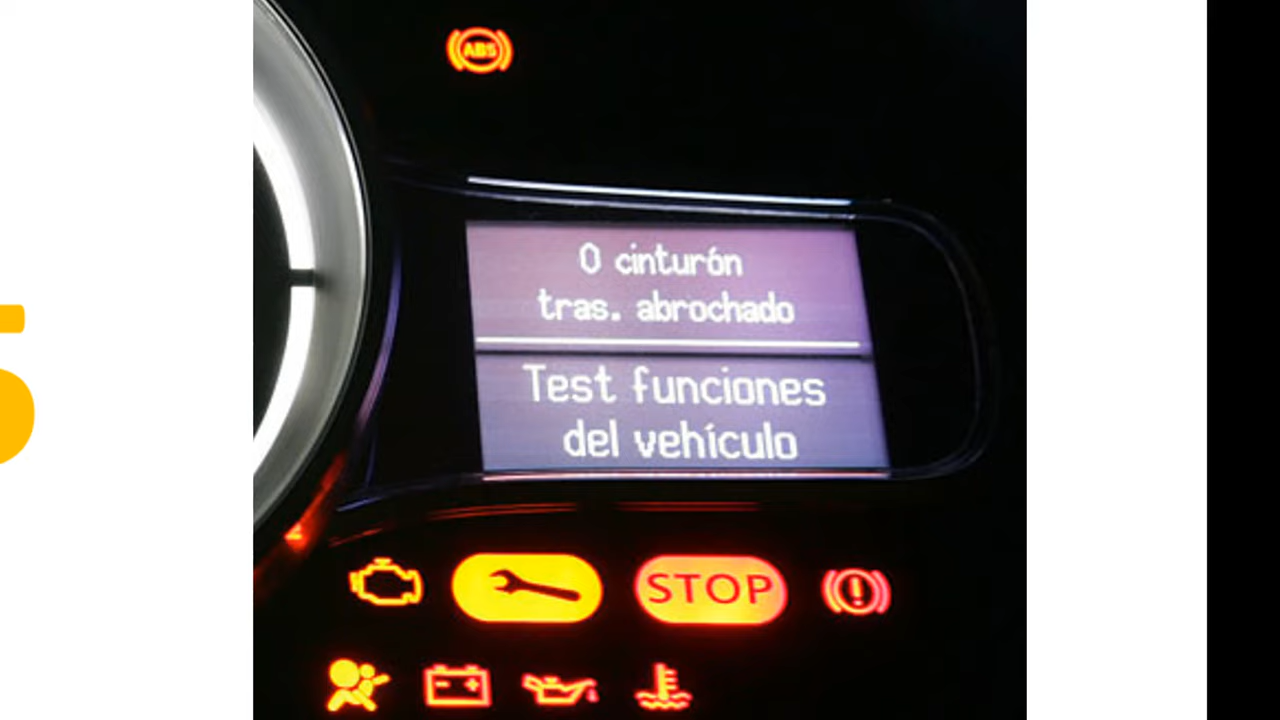 ABS
0 cinturón
tras. abrochado
Test funciones
del vehículo
STOP